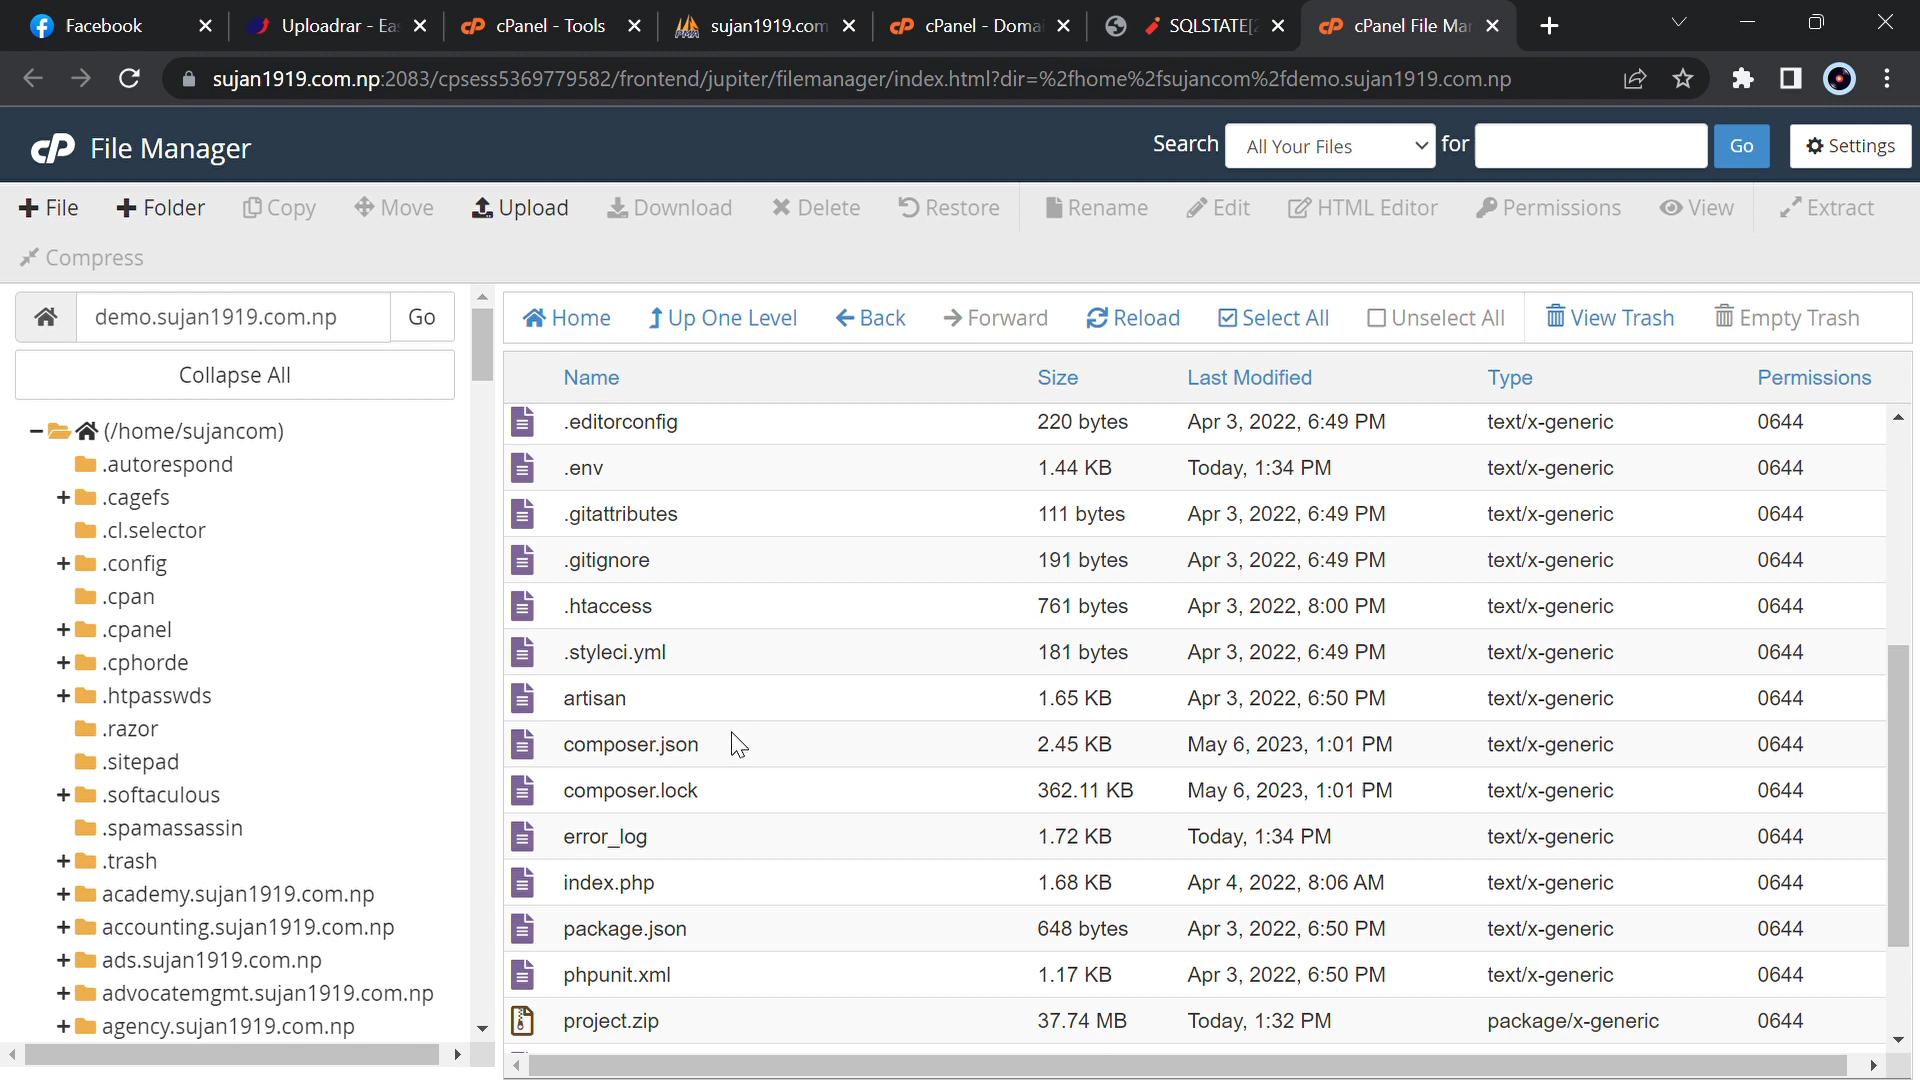 Facebook
Uploadrar - Ea
cPanel - Tools
sujan1919.com
cPanel - Doma
SQLSTATE[
cPanel File Ma
sujan1919.com.np:2083/cpsess5369779582/frontend/jupiter/filemanager/index.html?dir=%2fhome%2fsujancom%2fdemo.sujan1919.com.np
cP File Manager
Search All Your Files for Go Settings
File Folder Copy Move Upload Download Delete Restore Rename Edit HTML Editor Permissions View Extract
Compress
demo.sujan1919.com.np Go
Collapse All
(/home/sujancom)
.autorespond
.cagefs
.cl.selector
.config
.cpan
.cpanel
.cphorde
.htpasswds
.razor
.sitepad
.softaculous
.spamassassin
.trash
academy.sujan1919.com.np
accounting.sujan1919.com.np
ads.sujan1919.com.np
advocatemgmt.sujan1919.com.np
agency.sujan1919.com.np
Home Up One Level Back Forward Reload Select All Unselect All View Trash Empty Trash
Name Size Last Modified Type Permissions
.editorconfig 220 bytes Apr 3, 2022, 6:49 PM text/x-generic 0644
.env 1.44 KB Today, 1:34 PM text/x-generic 0644
.gitattributes 111 bytes Apr 3, 2022, 6:49 PM text/x-generic 0644
.gitignore 191 bytes Apr 3, 2022, 6:49 PM text/x-generic 0644
.htaccess 761 bytes Apr 3, 2022, 8:00 PM text/x-generic 0644
.styleci.yml 181 bytes Apr 3, 2022, 6:49 PM text/x-generic 0644
artisan 1.65 KB Apr 3, 2022, 6:50 PM text/x-generic 0644
composer.json 2.45 KB May 6, 2023, 1:01 PM text/x-generic 0644
composer.lock 362.11 KB May 6, 2023, 1:01 PM text/x-generic 0644
error_log 1.72 KB Today, 1:34 PM text/x-generic 0644
index.php 1.68 KB Apr 4, 2022, 8:06 AM text/x-generic 0644
package.json 648 bytes Apr 3, 2022, 6:50 PM text/x-generic 0644
phpunit.xml 1.17 KB Apr 3, 2022, 6:50 PM text/x-generic 0644
project.zip 37.74 MB Today, 1:32 PM package/x-generic 0644